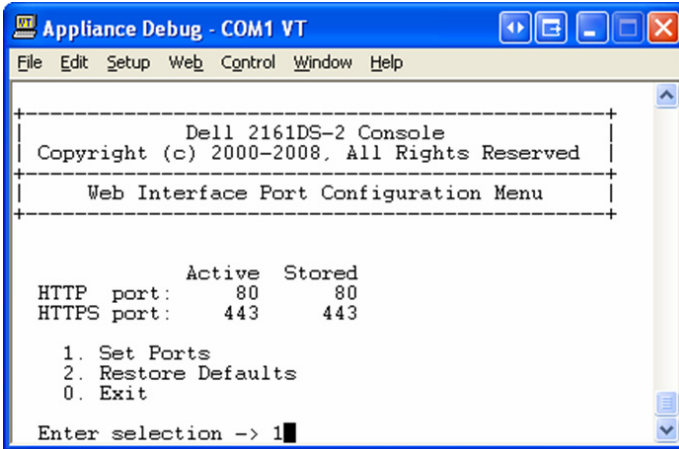 Appliance Debug - COM1 VT
File Edit Setup Web Control Window Help
Dell 2161DS-2 Console
Copyright (c) 2000-2008, All Rights Reserved
Web Interface Port Configuration Menu
Active Stored
HTTP port: 80 80
HTTPS port: 443 443
1. Set Ports
2. Restore Defaults
0. Exit
Enter selection -> 1